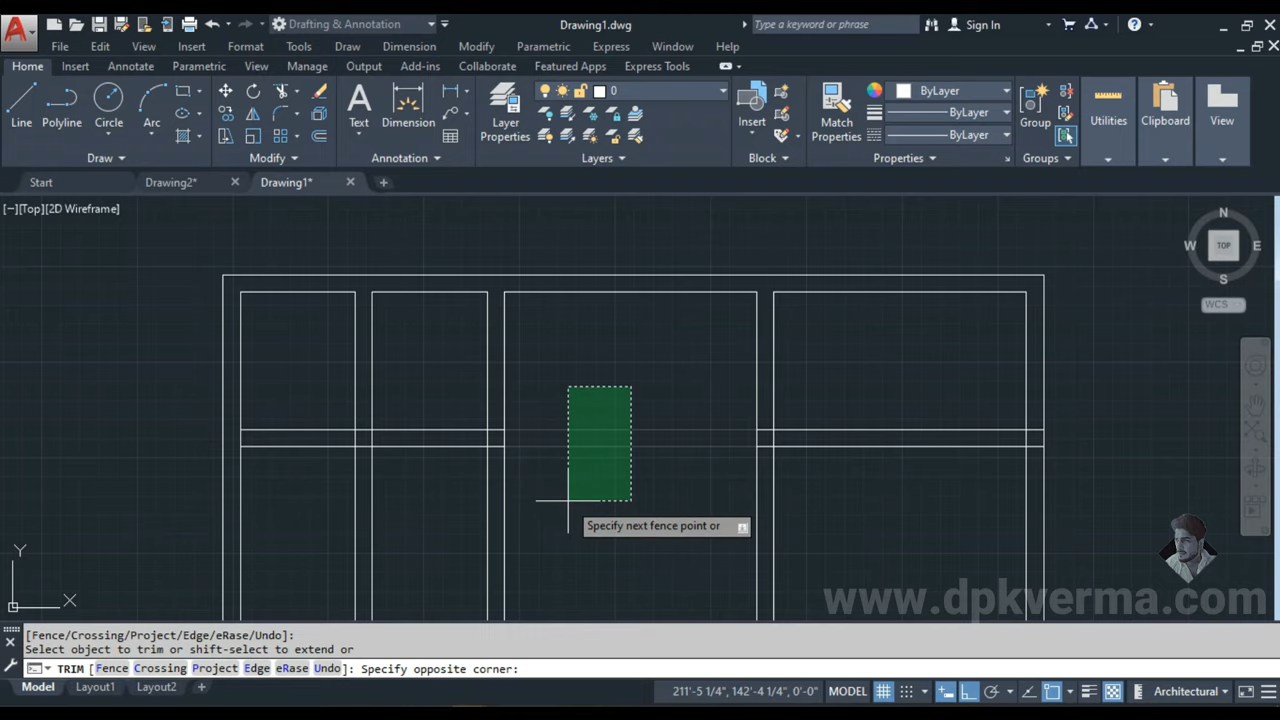 Drafting & Annotation
Drawing1.dwg
Type a keyword or phrase
Sign In
File Edit View Insert Format Tools Draw Dimension Modify Parametric Express Window Help
Home Insert Annotate Parametric View Manage Output Add-ins Collaborate Featured Apps Express Tools
Line Polyline Circle Arc
Text Dimension
Layer Properties
0
Insert
Match Properties
ByLayer
ByLayer
ByLayer
Group
Utilities
Clipboard
View
Draw Modify Annotation Layers Block Properties Groups
Start Drawing2* Drawing1*
[−][Top][2D Wireframe]
N
W TOP E
S
WCS
Specify next fence point or
Y
X
www.dpkverma.com
[Fence/Crossing/Project/Edge/eRase/Undo]:
Select object to trim or shift-select to extend or
TRIM [Fence Crossing Project Edge eRase Undo]: Specify opposite corner:
Model Layout1 Layout2
211'-5 1/4", 142'-4 1/4", 0'-0" MODEL Architectural